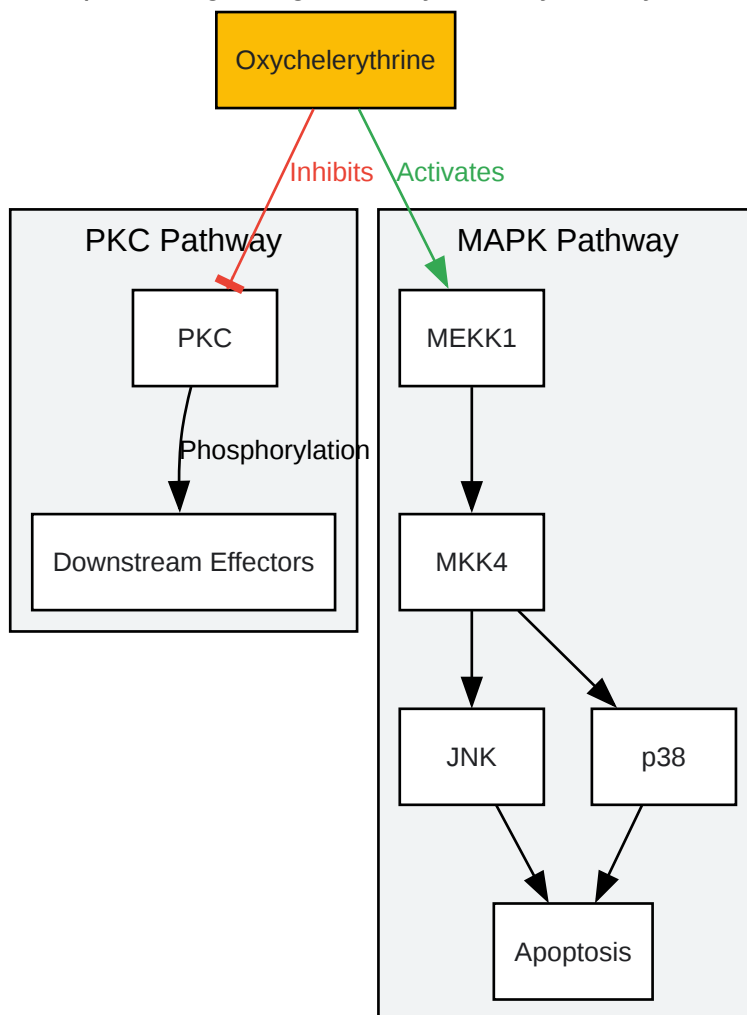 Oxychelerythrine
Inhibits
Activates
PKC Pathway
MAPK Pathway
PKC
MEKK1
Phosphorylation
Downstream Effectors
MKK4
JNK
p38
Apoptosis